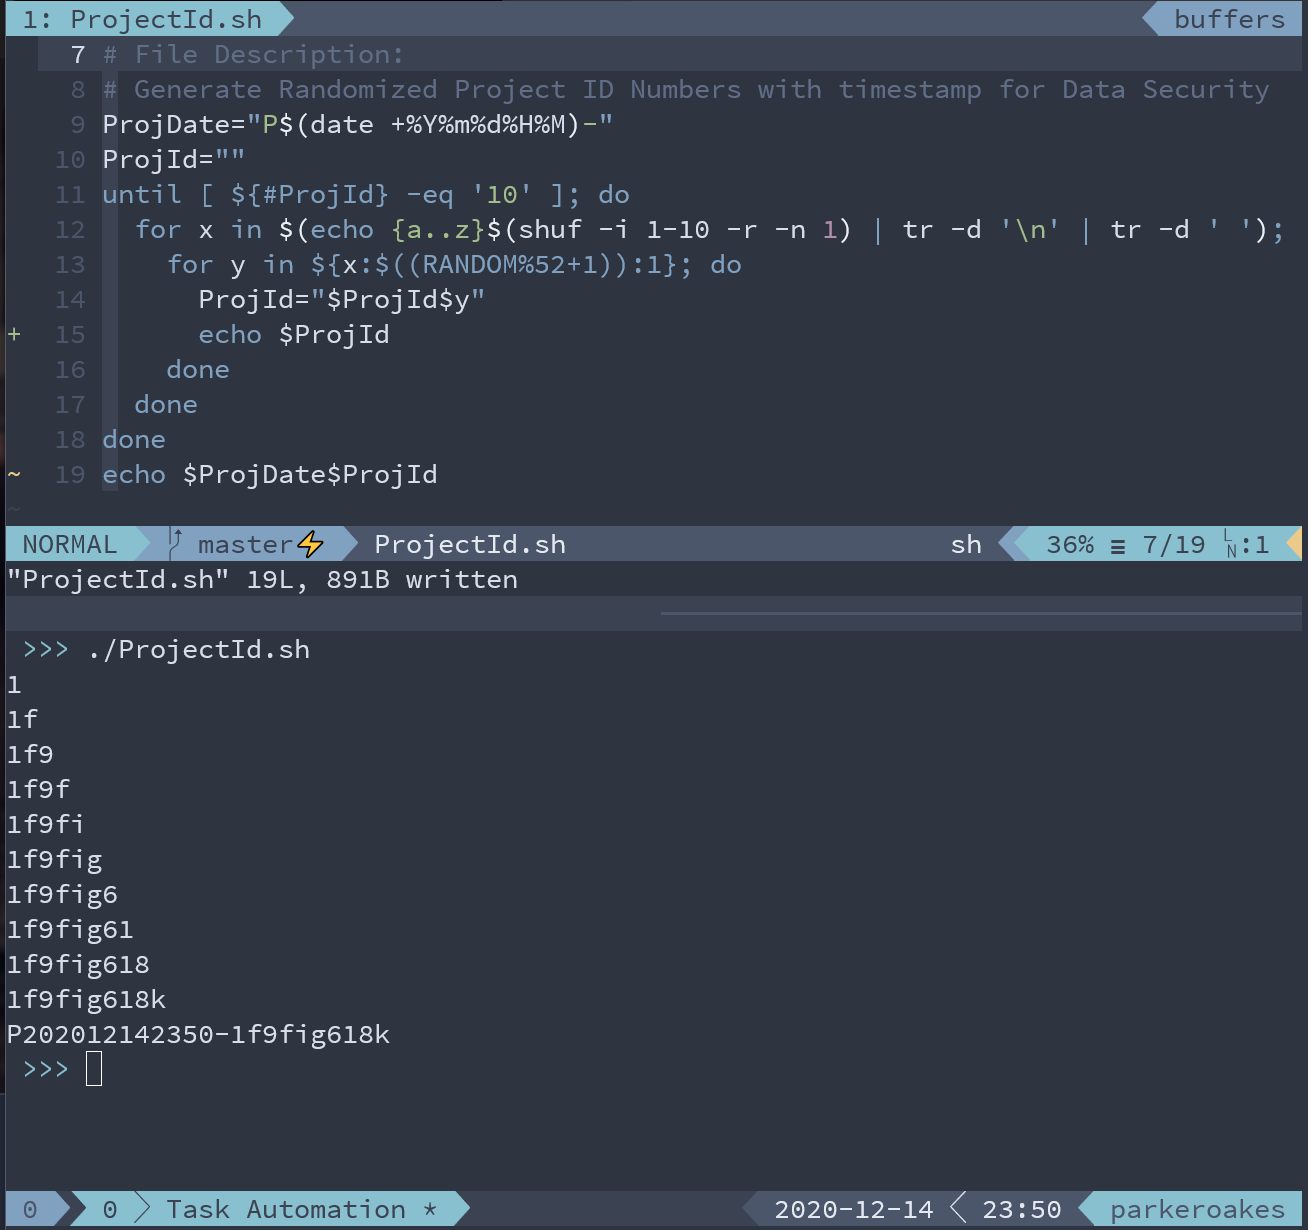 1: ProjectId.sh buffers
7 # File Description:
8 # Generate Randomized Project ID Numbers with timestamp for Data Security
9 ProjDate="P$(date +%Y%m%d%H%M)-"
10 ProjId=""
11 until [ ${#ProjId} -eq '10' ]; do
12 for x in $(echo {a..z}$(shuf -i 1-10 -r -n 1) | tr -d '\n' | tr -d ' ');
13 for y in ${x:$((RANDOM%52+1)):1}; do
14 ProjId="$ProjId$y"
+ 15 echo $ProjId
16 done
17 done
18 done
~ 19 echo $ProjDate$ProjId
~
NORMAL master⚡ ProjectId.sh sh 36% ≡ 7/19 LN:1
"ProjectId.sh" 19L, 891B written
>>> ./ProjectId.sh
1
1f
1f9
1f9f
1f9fi
1f9fig
1f9fig6
1f9fig61
1f9fig618
1f9fig618k
P202012142350-1f9fig618k
>>>
0 0 Task Automation * 2020-12-14 23:50 parkeroakes